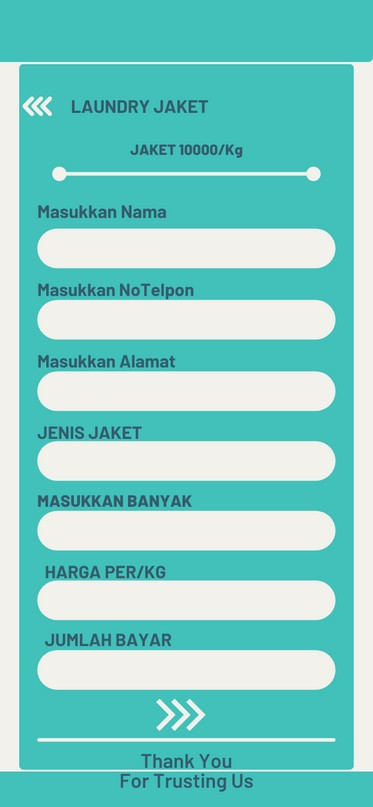 LAUNDRY JAKET
JAKET 10000/Kg
Masukkan Nama
Masukkan NoTelpon
Masukkan Alamat
JENIS JAKET
MASUKKAN BANYAK
HARGA PER/KG
JUMLAH BAYAR
Thank You
For Trusting Us